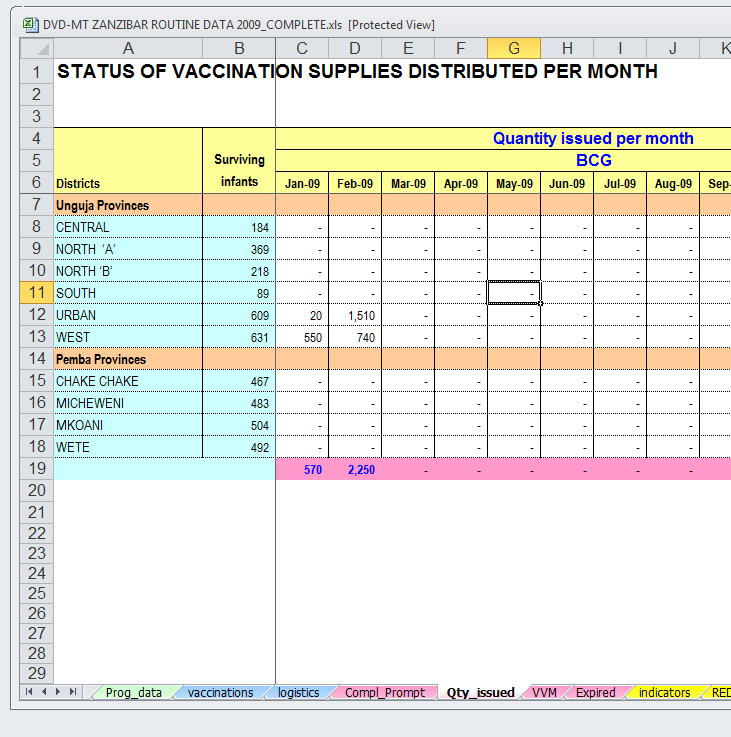 DVD-MT ZANZIBAR ROUTINE DATA 2009_COMPLETE.xls [Protected View]
A B C D E F G H I J K
1 STATUS OF VACCINATION SUPPLIES DISTRIBUTED PER MONTH
2
3
4 Quantity issued per month
5 Surviving BCG
6 Districts infants Jan-09 Feb-09 Mar-09 Apr-09 May-09 Jun-09 Jul-09 Aug-09 Sep-
7 Unguja Provinces
8 CENTRAL 184 - - - - - - - -
9 NORTH ‘A’ 369 - - - - - - - -
10 NORTH ‘B’ 218 - - - - - - - -
11 SOUTH 89 - - - - - - - -
12 URBAN 609 20 1,510 - - - - - -
13 WEST 631 550 740 - - - - - -
14 Pemba Provinces
15 CHAKE CHAKE 467 - - - - - - - -
16 MICHEWENI 483 - - - - - - - -
17 MKOANI 504 - - - - - - - -
18 WETE 492 - - - - - - - -
19 570 2,250 - - - - - -
20
21
22
23
24
25
26
27
28
29
Prog_data vaccinations logistics Compl_Prompt Qty_issued VVM Expired indicators RED